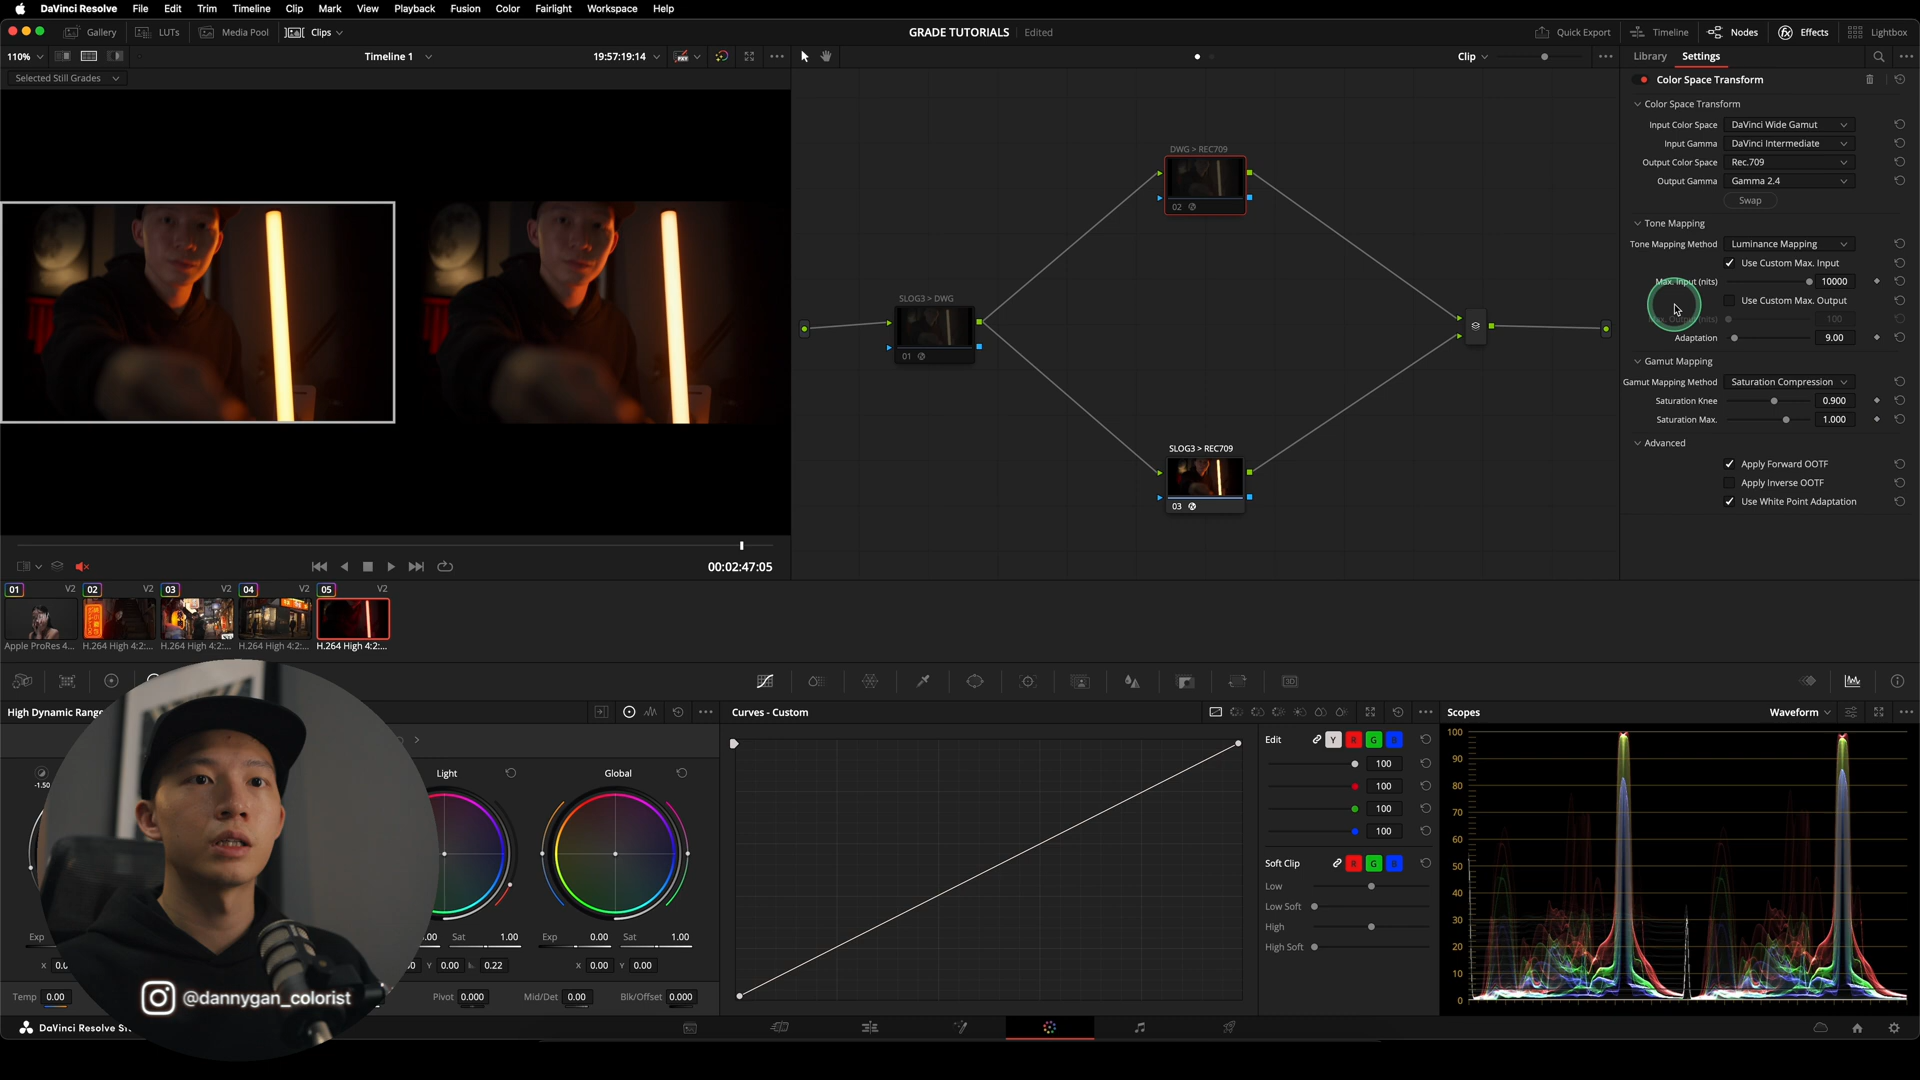 DaVinci Resolve File Edit Trim Timeline Clip Mark View Playback Fusion Color Fairlight Workspace Help
Gallery LUTs Media Pool Clips GRADE TUTORIALS Edited Quick Export Timeline Nodes Effects Lightbox
110% Timeline 1 19:57:19:14 Clip Library Settings
Selected Still Grades
Color Space Transform
Color Space Transform
Input Color Space DaVinci Wide Gamut
Input Gamma DaVinci Intermediate
Output Color Space Rec.709
Output Gamma Gamma 2.4
Swap
Tone Mapping
Tone Mapping Method Luminance Mapping
Use Custom Max. Input
Max. Input (nits) 10000
Use Custom Max. Output
(nits) 100
Adaptation 9.00
Gamut Mapping
Gamut Mapping Method Saturation Compression
Saturation Knee 0.900
Saturation Max. 1.000
Advanced
Apply Forward OOTF
Apply Inverse OOTF
Use White Point Adaptation
DWG > REC709
02
SLOG3 > DWG
01
SLOG3 > REC709
03
00:02:47:05
01 V2 02 V2 03 V2 04 V2 05 V2
Apple ProRes 4... H.264 High 4:2:... H.264 High 4:2:... H.264 High 4:2:... H.264 High 4:2:...
3D
High Dynamic Range
-1.50
Light Global
Exp .00 Sat 1.00 Exp 0.00 Sat 1.00
X 0.0 00 Y 0.00 0.22 X 0.00 Y 0.00
Temp 0.00 Pivot 0.000 Mid/Det 0.00 Blk/Offset 0.000
Curves - Custom
Edit Y R G B
100
100
100
100
Soft Clip R G B
Low
Low Soft
High
High Soft
Scopes Waveform
100
90
80
70
60
50
40
30
20
10
0
@dannygan_colorist
DaVinci Resolve St